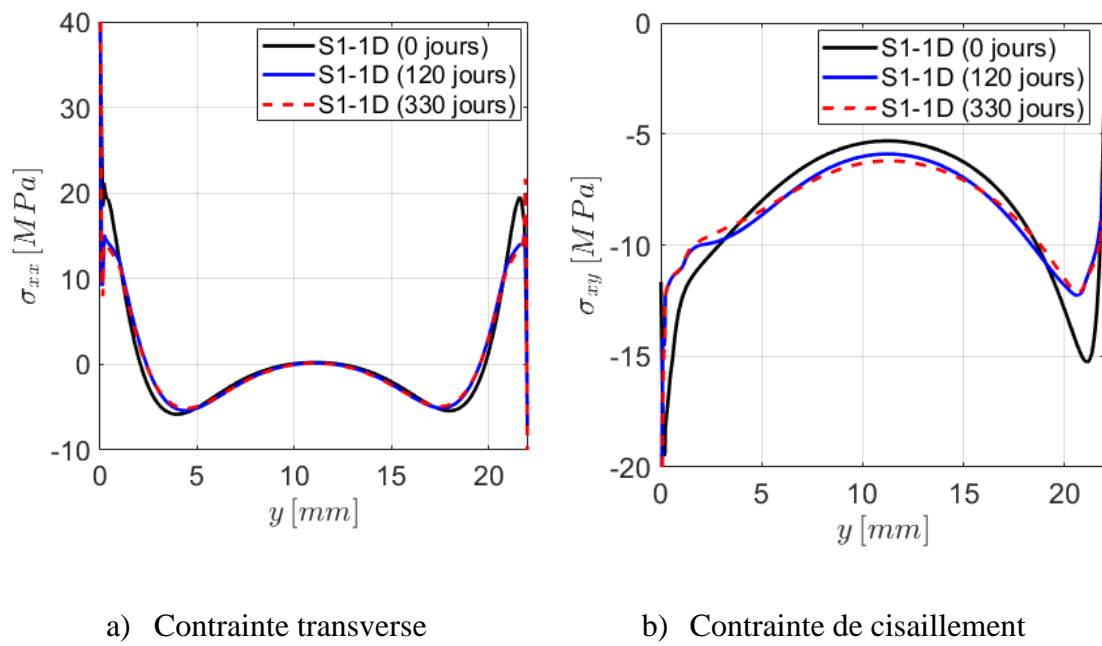 40
30
20
10
0
-10
0
5
10
15
20
σxx [MPa]
y [mm]
S1-1D (0 jours)
S1-1D (120 jours)
S1-1D (330 jours)
0
-5
-10
-15
-20
0
5
10
15
20
σxy [MPa]
y [mm]
S1-1D (0 jours)
S1-1D (120 jours)
S1-1D (330 jours)
a) Contrainte transverse
b) Contrainte de cisaillement